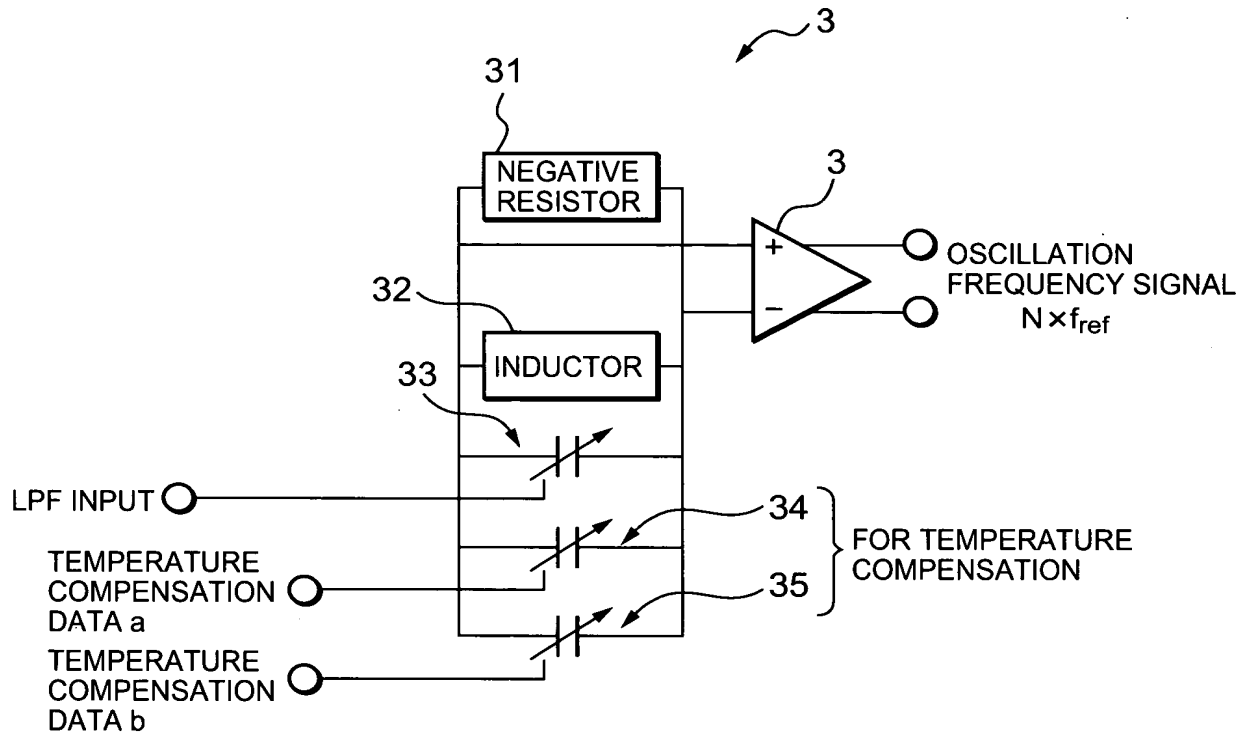 3
31
NEGATIVE
RESISTOR
3
+
−
OSCILLATION
FREQUENCY SIGNAL
N×fref
32
INDUCTOR
33
LPF INPUT
34
FOR TEMPERATURE
COMPENSATION
TEMPERATURE
COMPENSATION
DATA a
35
TEMPERATURE
COMPENSATION
DATA b